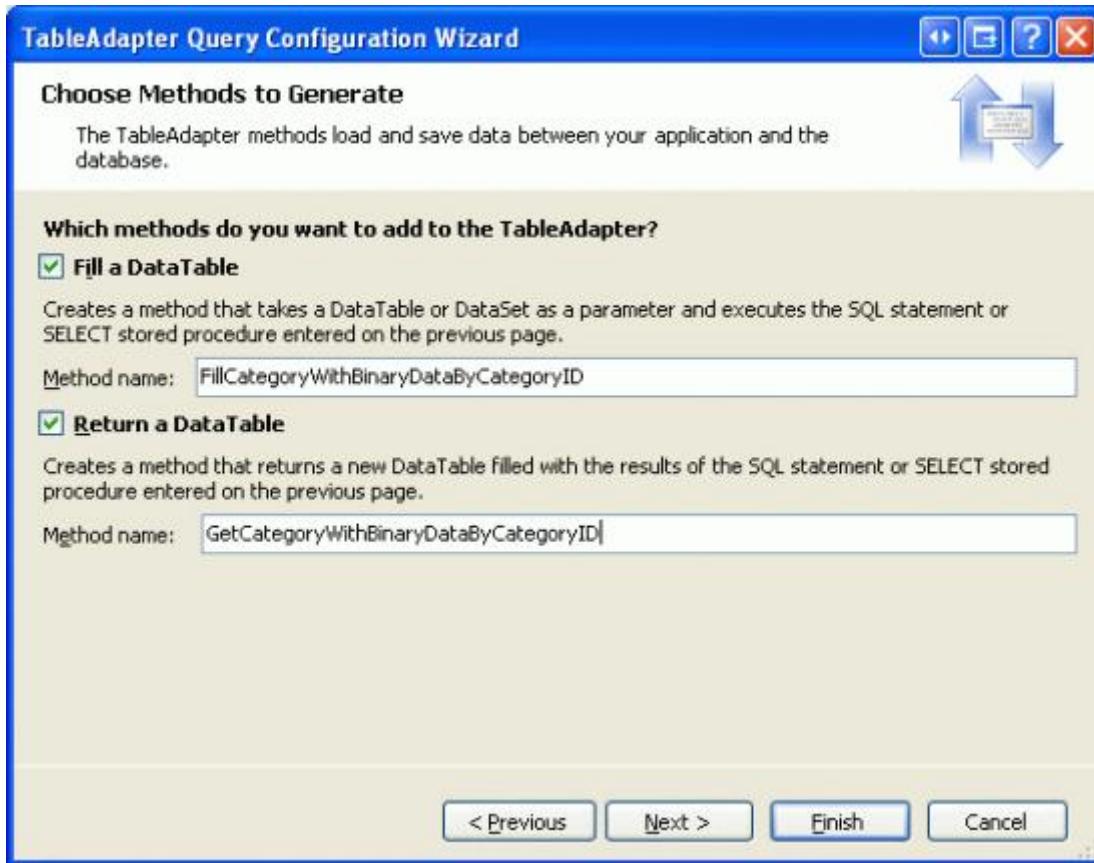 TableAdapter Query Configuration Wizard
Choose Methods to Generate
The TableAdapter methods load and save data between your application and the
database.
Which methods do you want to add to the TableAdapter?
Fill a DataTable
Creates a method that takes a DataTable or DataSet as a parameter and executes the SQL statement or
SELECT stored procedure entered on the previous page.
Method name: FillCategoryWithBinaryDataByCategoryID
Return a DataTable
Creates a method that returns a new DataTable filled with the results of the SQL statement or SELECT stored
procedure entered on the previous page.
Method name: GetCategoryWithBinaryDataByCategoryID
< Previous Next > Finish Cancel